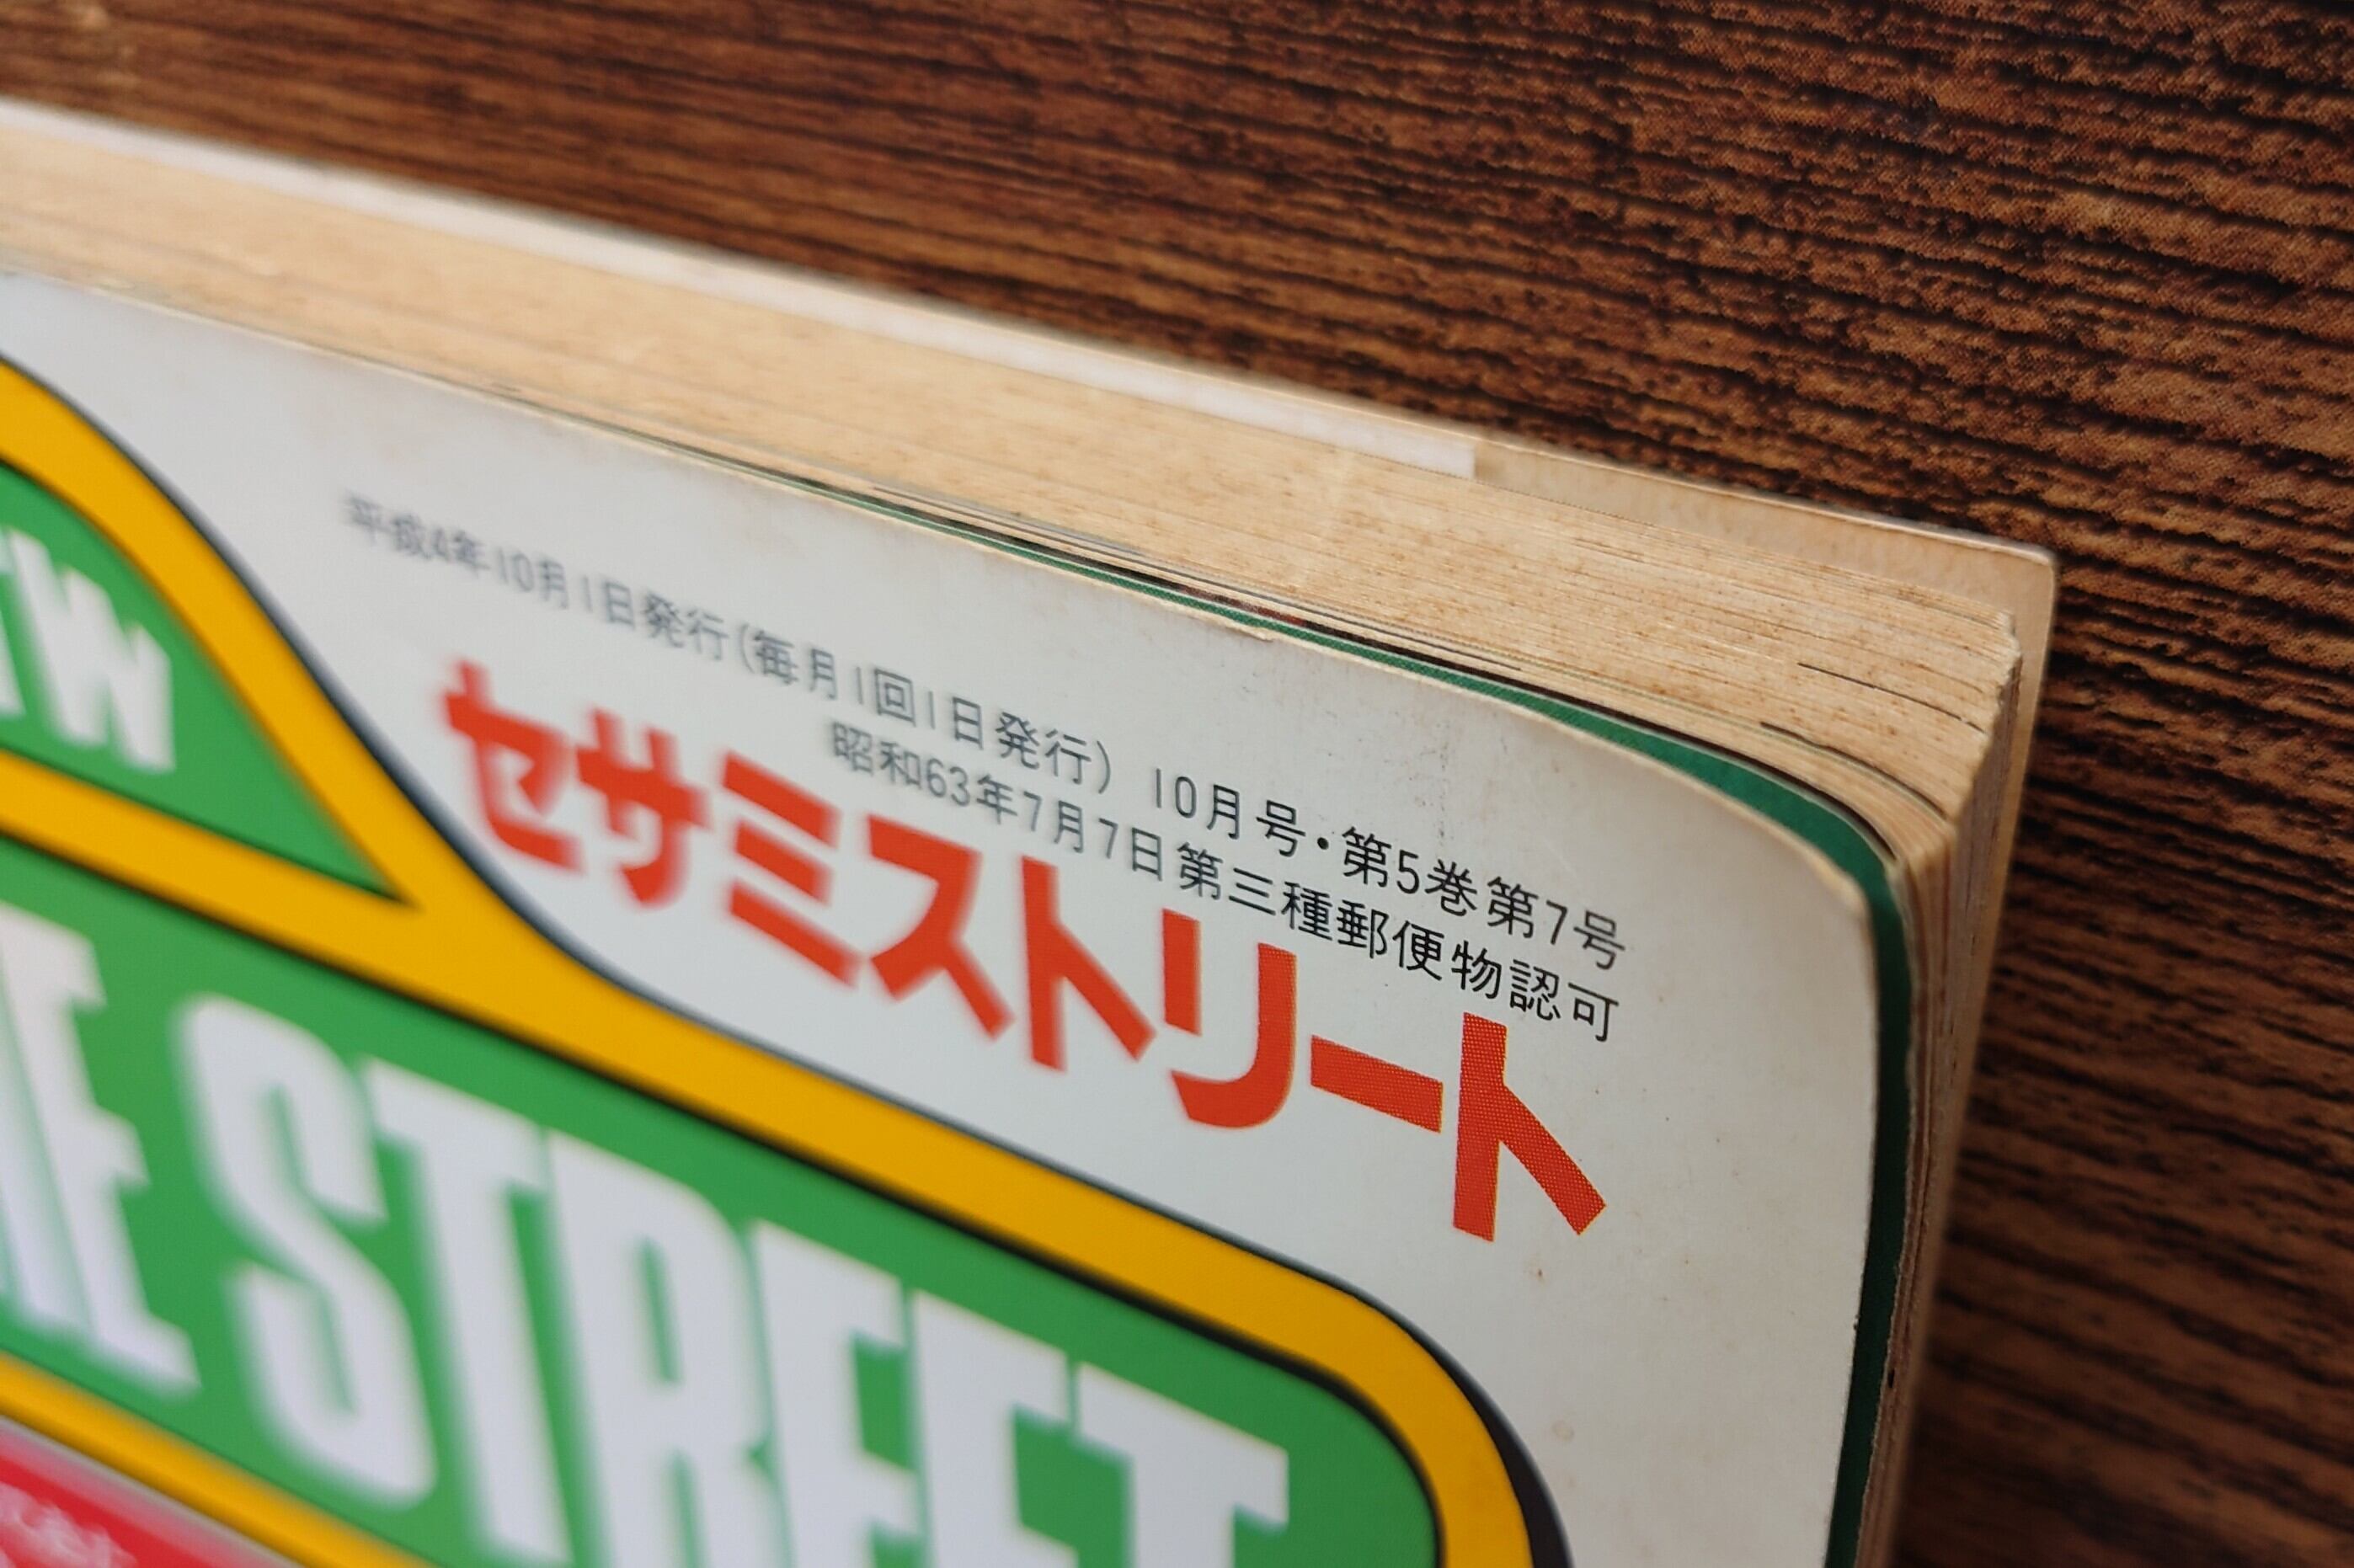 平成4年10月1日発行(毎月1回1日発行) 10月号・第5巻第7号
昭和63年7月7日第三種郵便物認可
セサミストリート
STREET